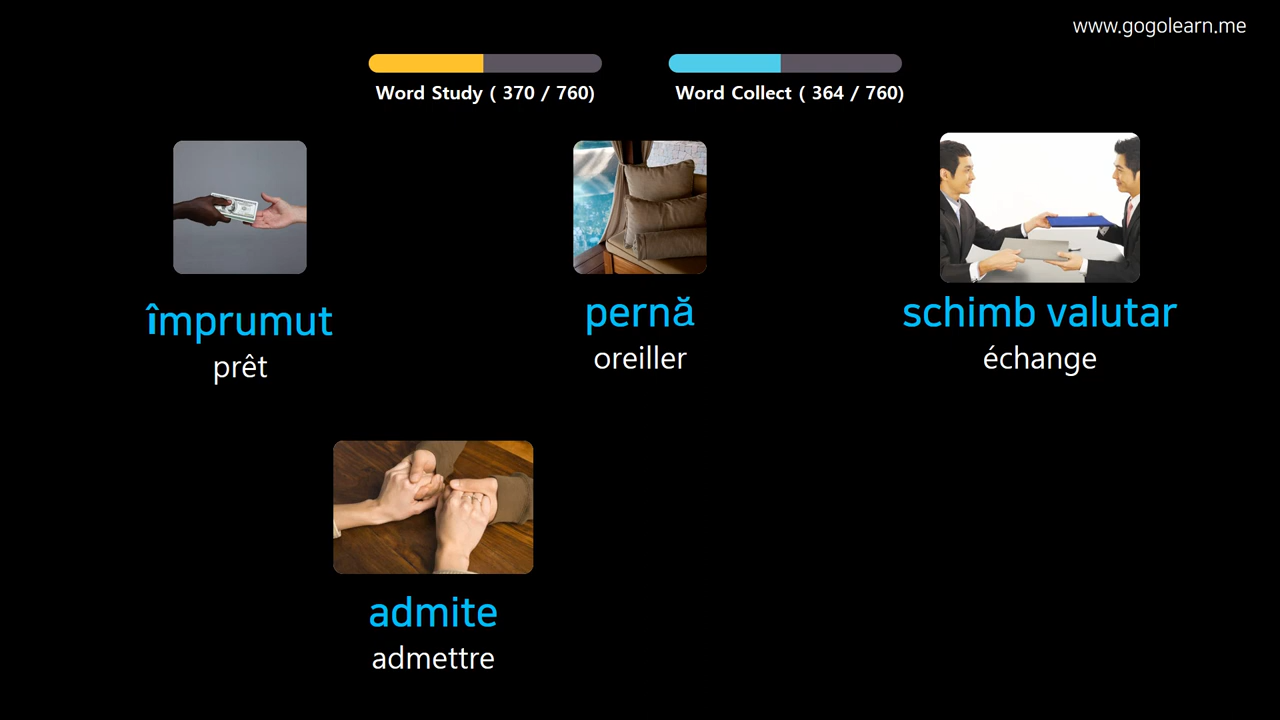 www.gogolearn.me
Word Study ( 370 / 760)
Word Collect ( 364 / 760)
împrumut
prêt
pernă
oreiller
schimb valutar
échange
admite
admettre